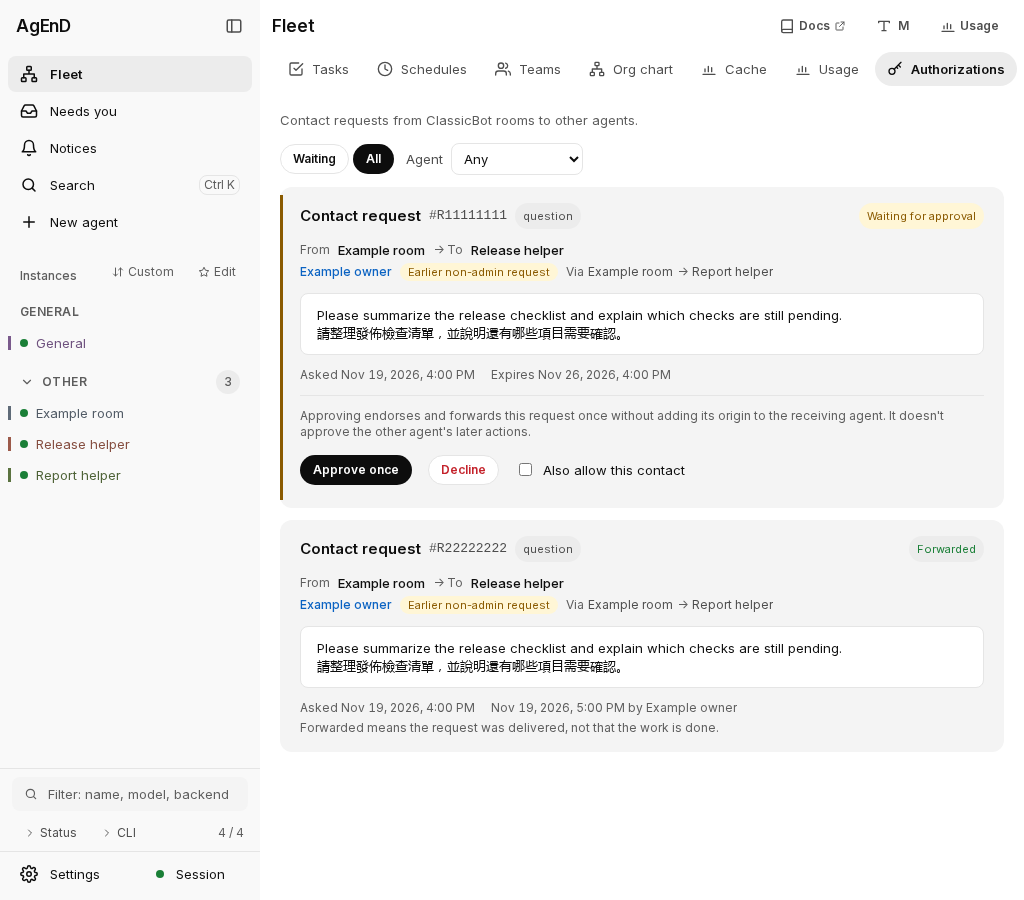 AgEnD
Fleet
Needs you
Notices
Search Ctrl K
New agent
Instances Custom Edit
GENERAL
General
OTHER 3
Example room
Release helper
Report helper
Filter: name, model, backend
Status CLI 4 / 4
Settings Session
Fleet Docs M Usage
Tasks Schedules Teams Org chart Cache Usage Authorizations
Contact requests from ClassicBot rooms to other agents.
Waiting All Agent Any
Contact request #R11111111 question Waiting for approval
From Example room → To Release helper
Example owner Earlier non-admin request Via Example room → Report helper
Please summarize the release checklist and explain which checks are still pending.
請整理發佈檢查清單，並說明還有哪些項目需要確認。
Asked Nov 19, 2026, 4:00 PM Expires Nov 26, 2026, 4:00 PM
Approving endorses and forwards this request once without adding its origin to the receiving agent. It doesn't
approve the other agent's later actions.
Approve once Decline Also allow this contact
Contact request #R22222222 question Forwarded
From Example room → To Release helper
Example owner Earlier non-admin request Via Example room → Report helper
Please summarize the release checklist and explain which checks are still pending.
請整理發佈檢查清單，並說明還有哪些項目需要確認。
Asked Nov 19, 2026, 4:00 PM Nov 19, 2026, 5:00 PM by Example owner
Forwarded means the request was delivered, not that the work is done.